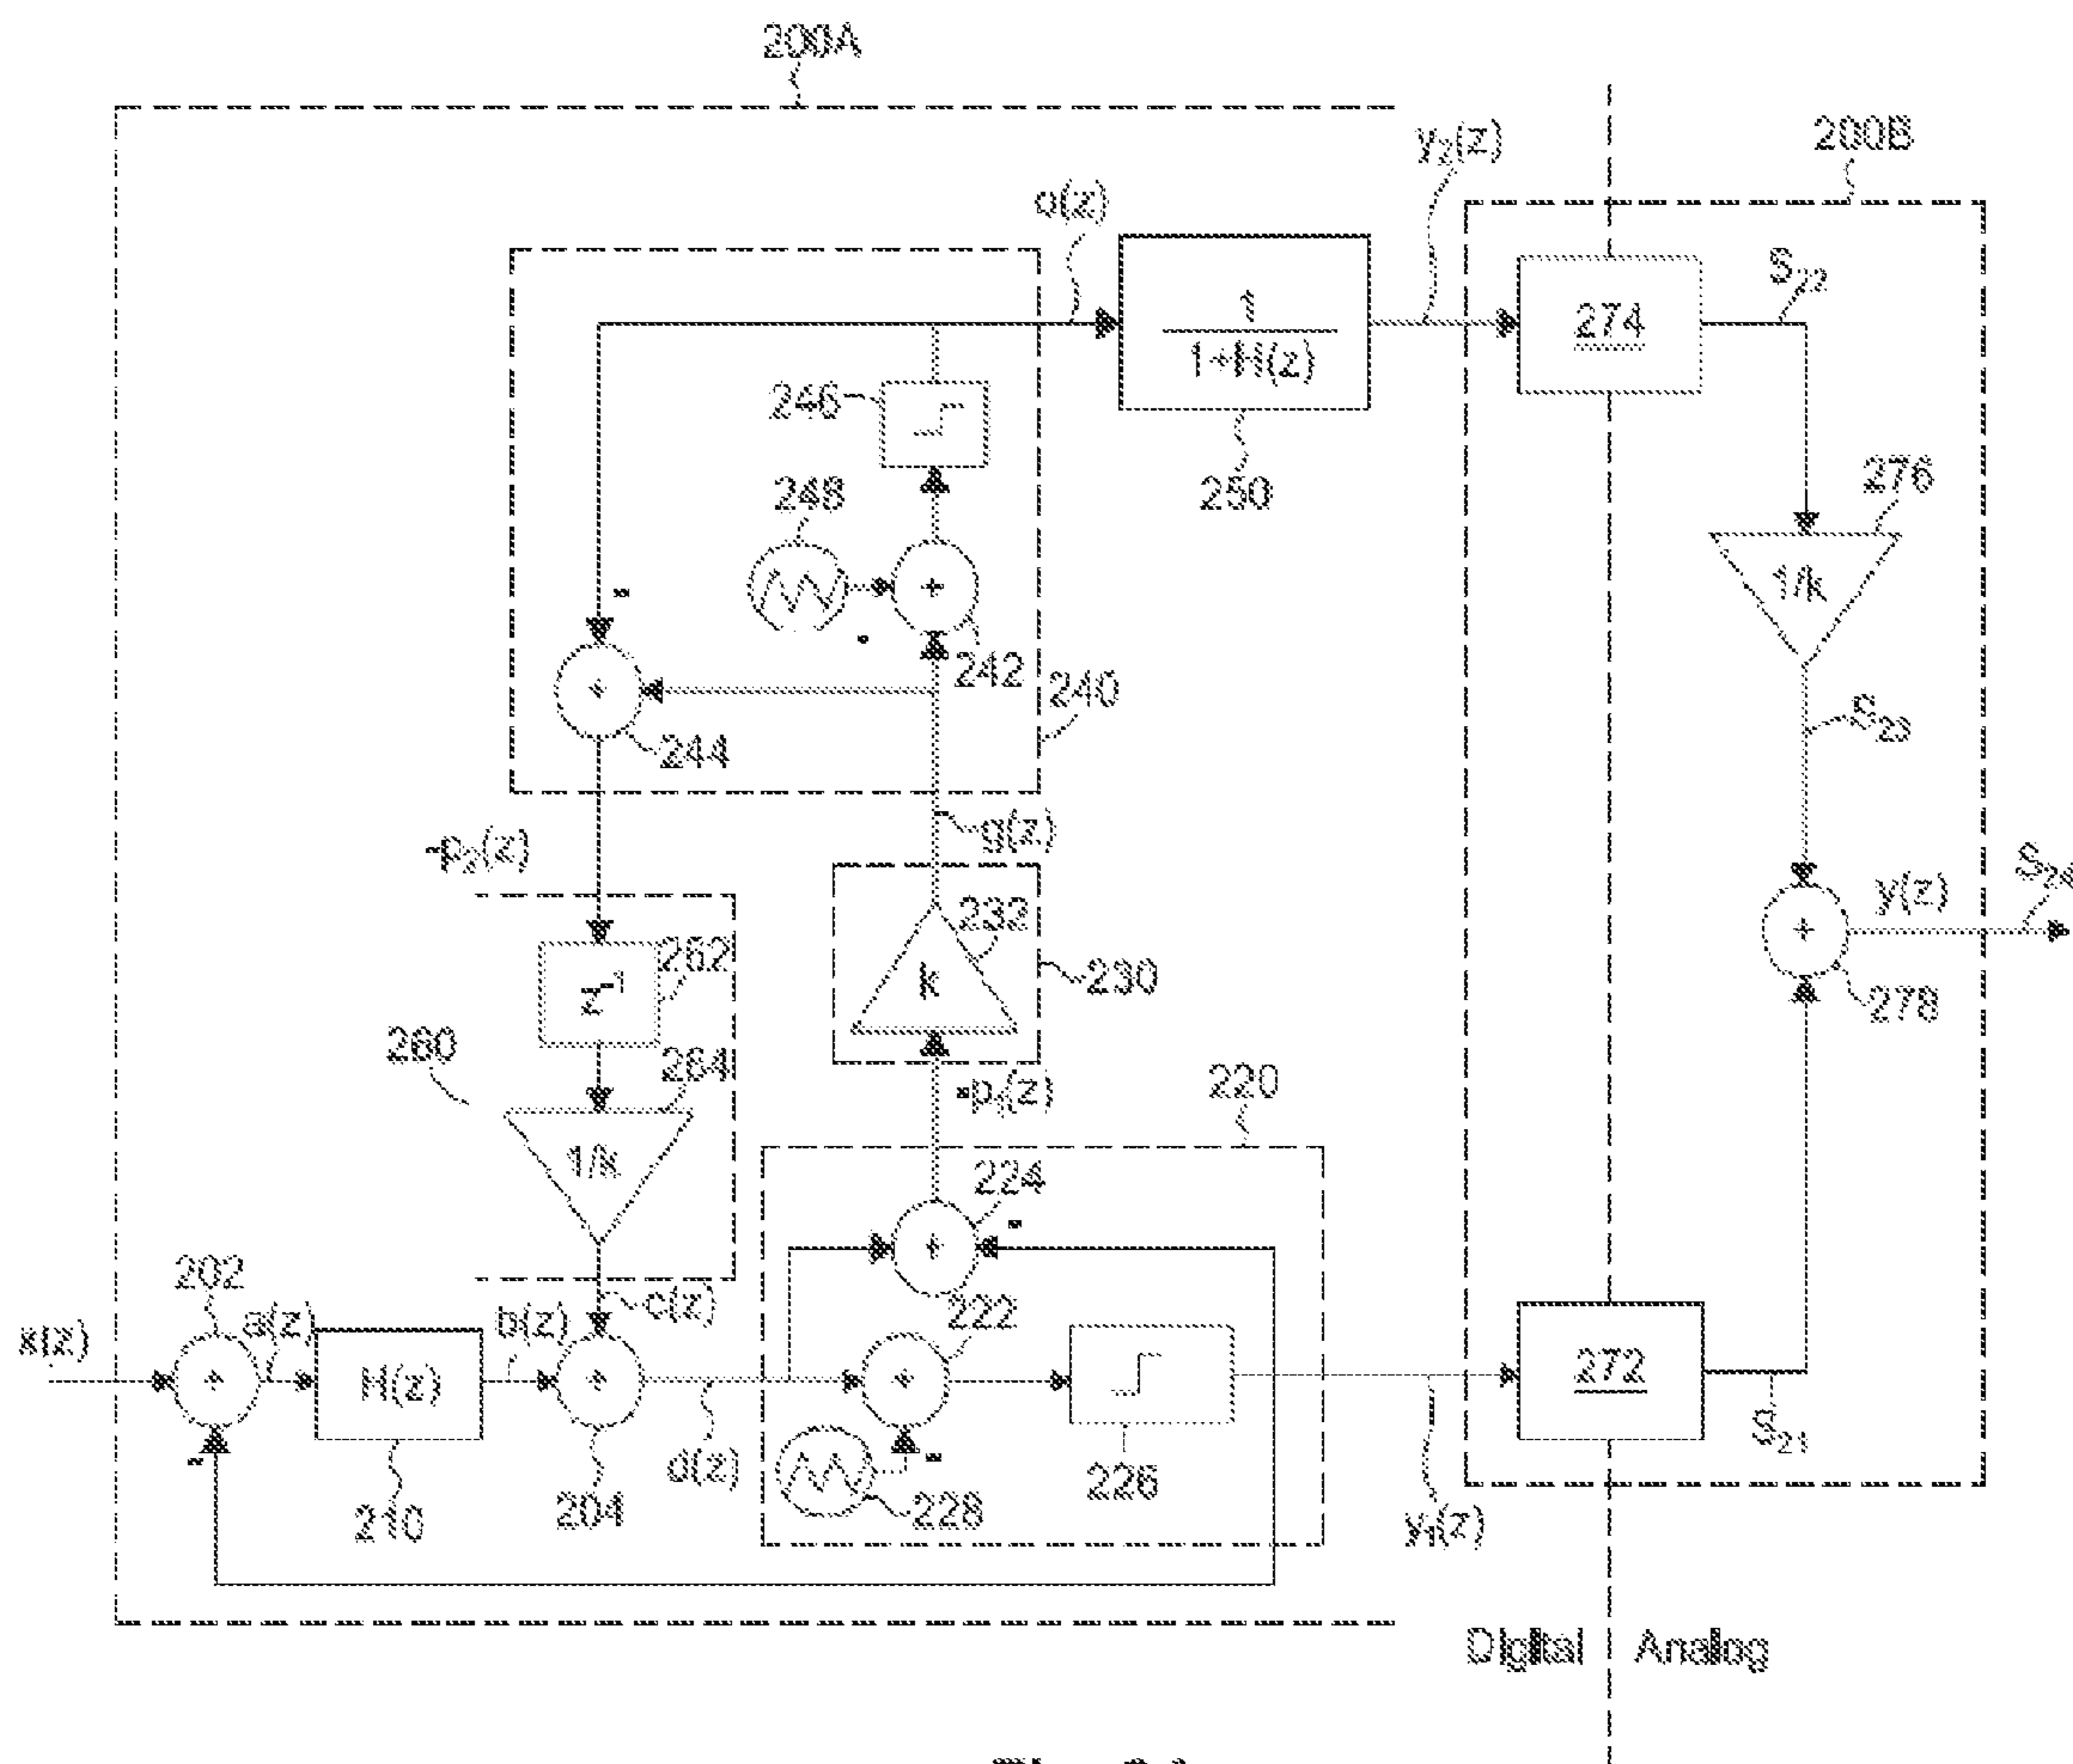 200A
200B
y₂(z)
o(z)
1
1+H(z)
274
S₂₂
246
248
250
276
1/k
242
240
244
S₂₃
g(z)
-p₂(z)
S₂₄
y(z)
232
262
z⁻¹
k
230
278
260
264
-p₁(z)
220
1/k
224
202
c(z)
222
x(z)
a(z)
b(z)
H(z)
272
d(z)
S₂₁
226
228
210
204
y₁(z)
Digital
Analog